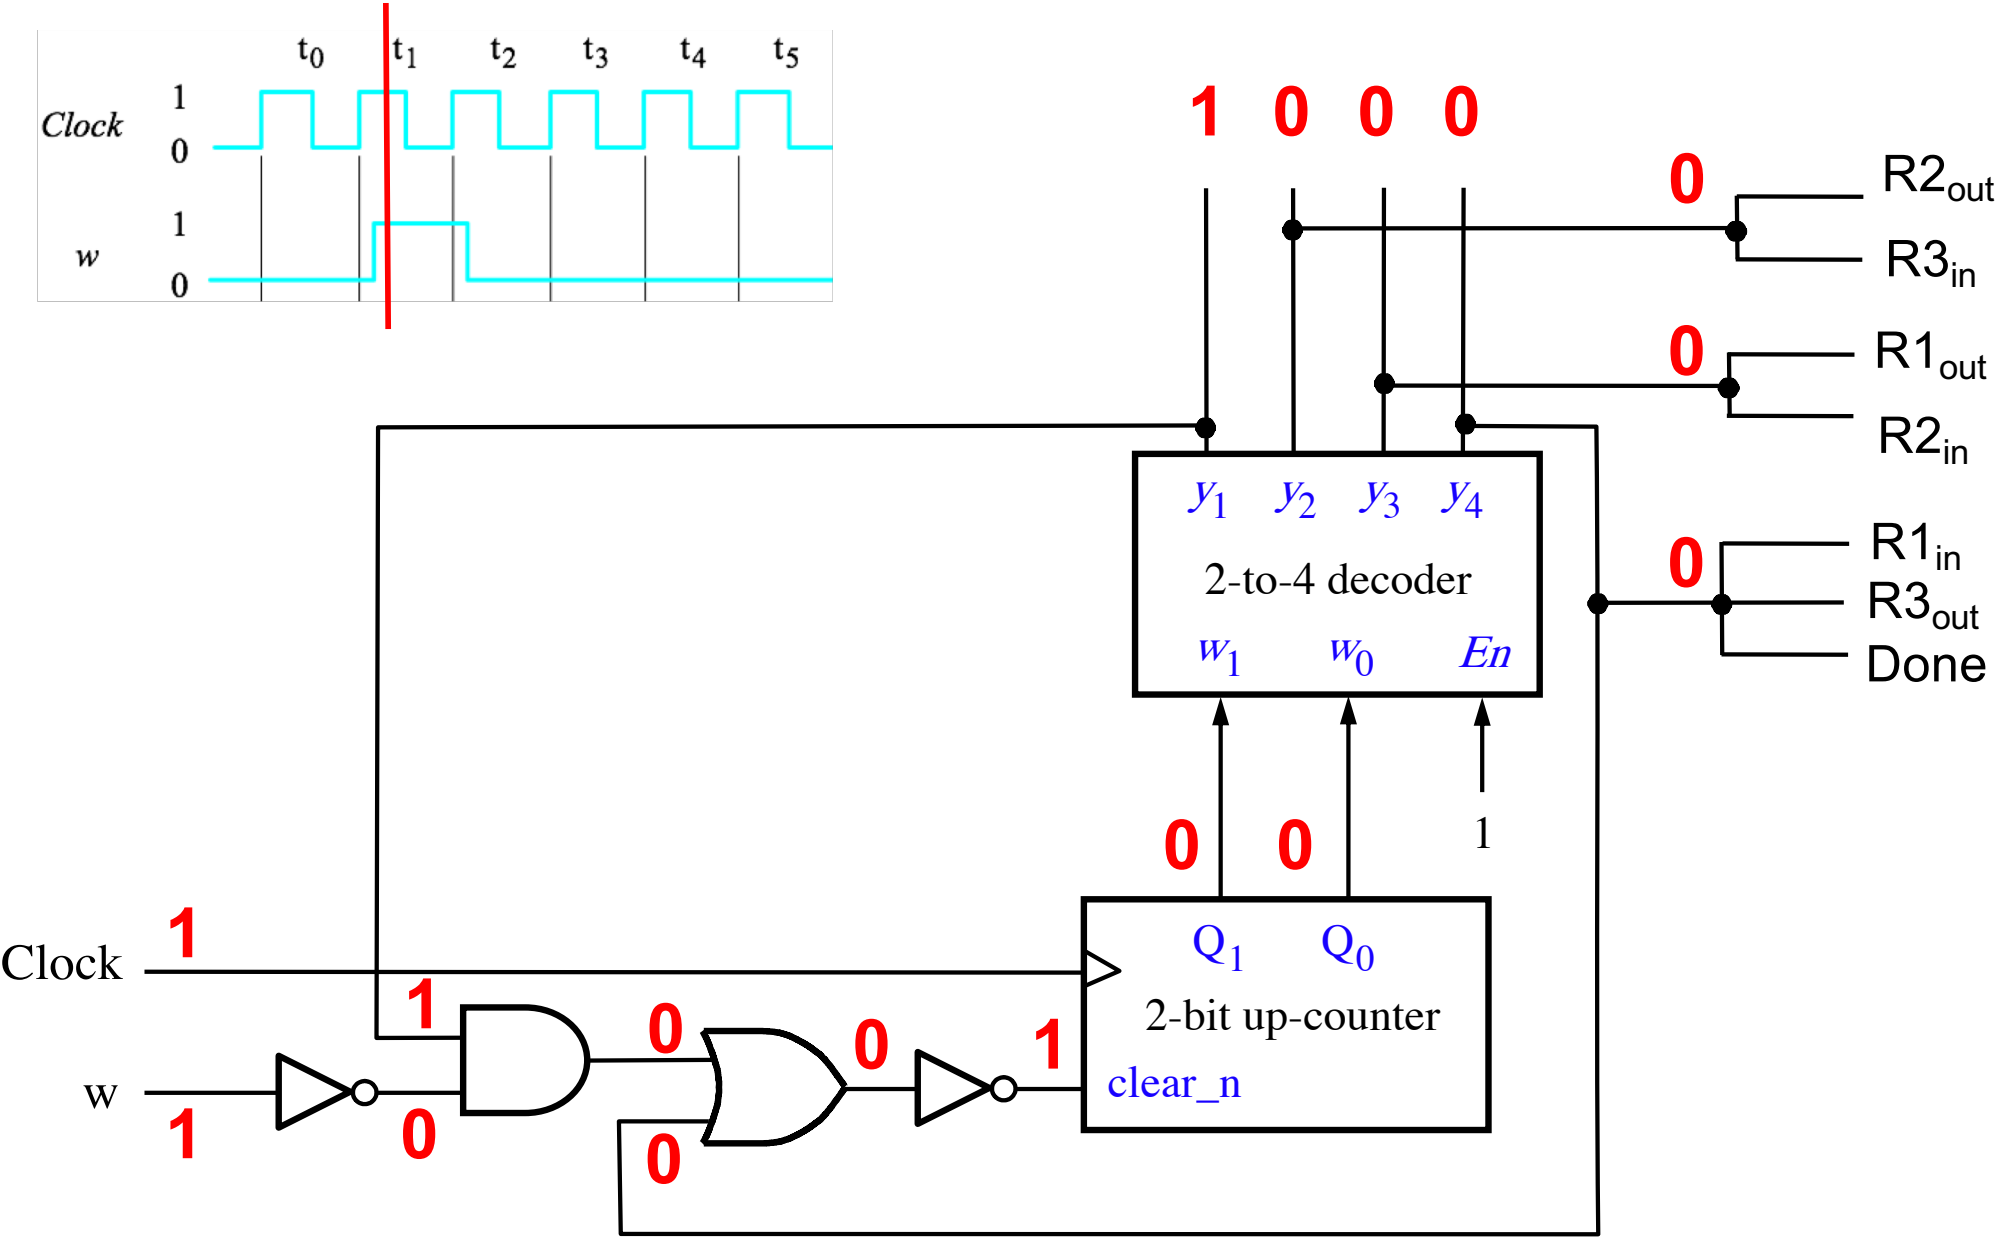 t0 t1 t2 t3 t4 t5
1
Clock
0
1
w
0
1 0 0 0
0 R2out
R3in
0 R1out
R2in
y1 y2 y3 y4
2-to-4 decoder
w1 w0 En
0 R1in
R3out
Done
0 0 1
1
Clock
Q1 Q0
2-bit up-counter
1 0 0 1
clear_n
w
1 0 0